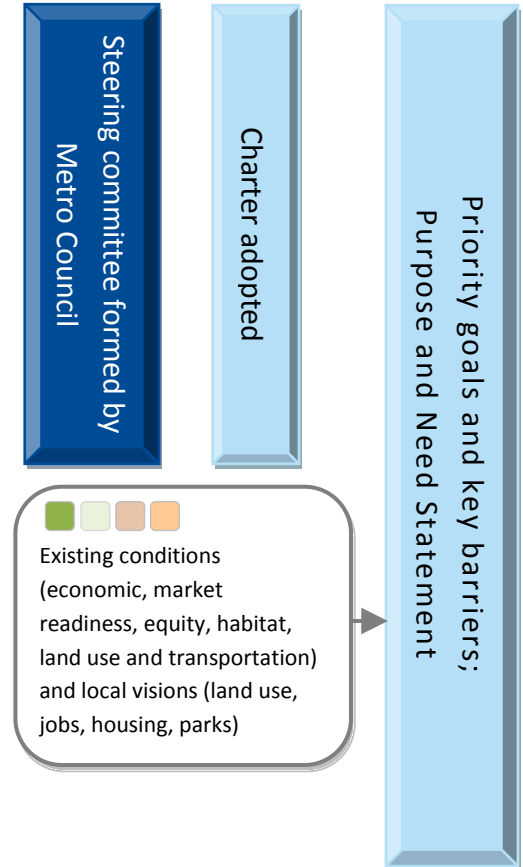 Steering committee formed by
Metro Council
Charter adopted
Priority goals and key barriers;
Purpose and Need Statement
Existing conditions
(economic, market
readiness, equity, habitat,
land use and transportation)
and local visions (land use,
jobs, housing, parks)